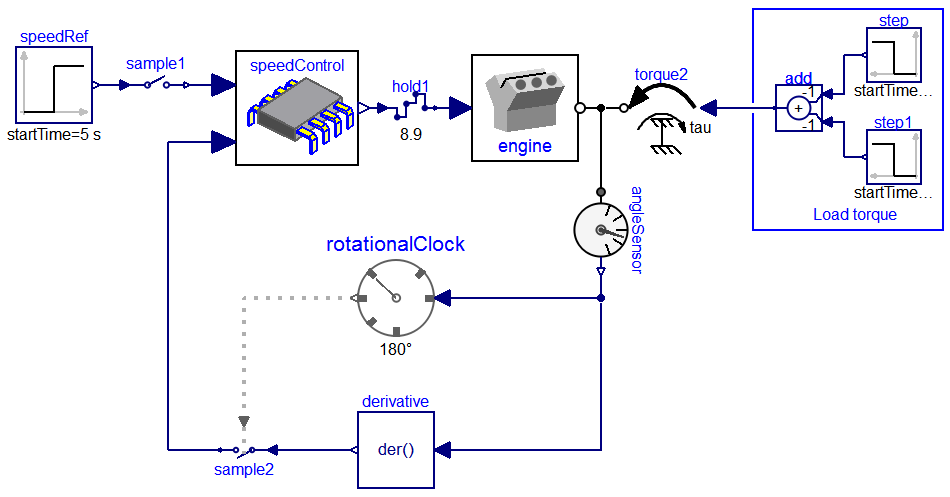 speedRef
startTime=5 s
sample1
speedControl
hold1
8.9
engine
torque2
tau
add
-1
+
-1
step
startTime...
step1
startTime...
Load torque
angleSensor
rotationalClock
180°
derivative
der()
sample2